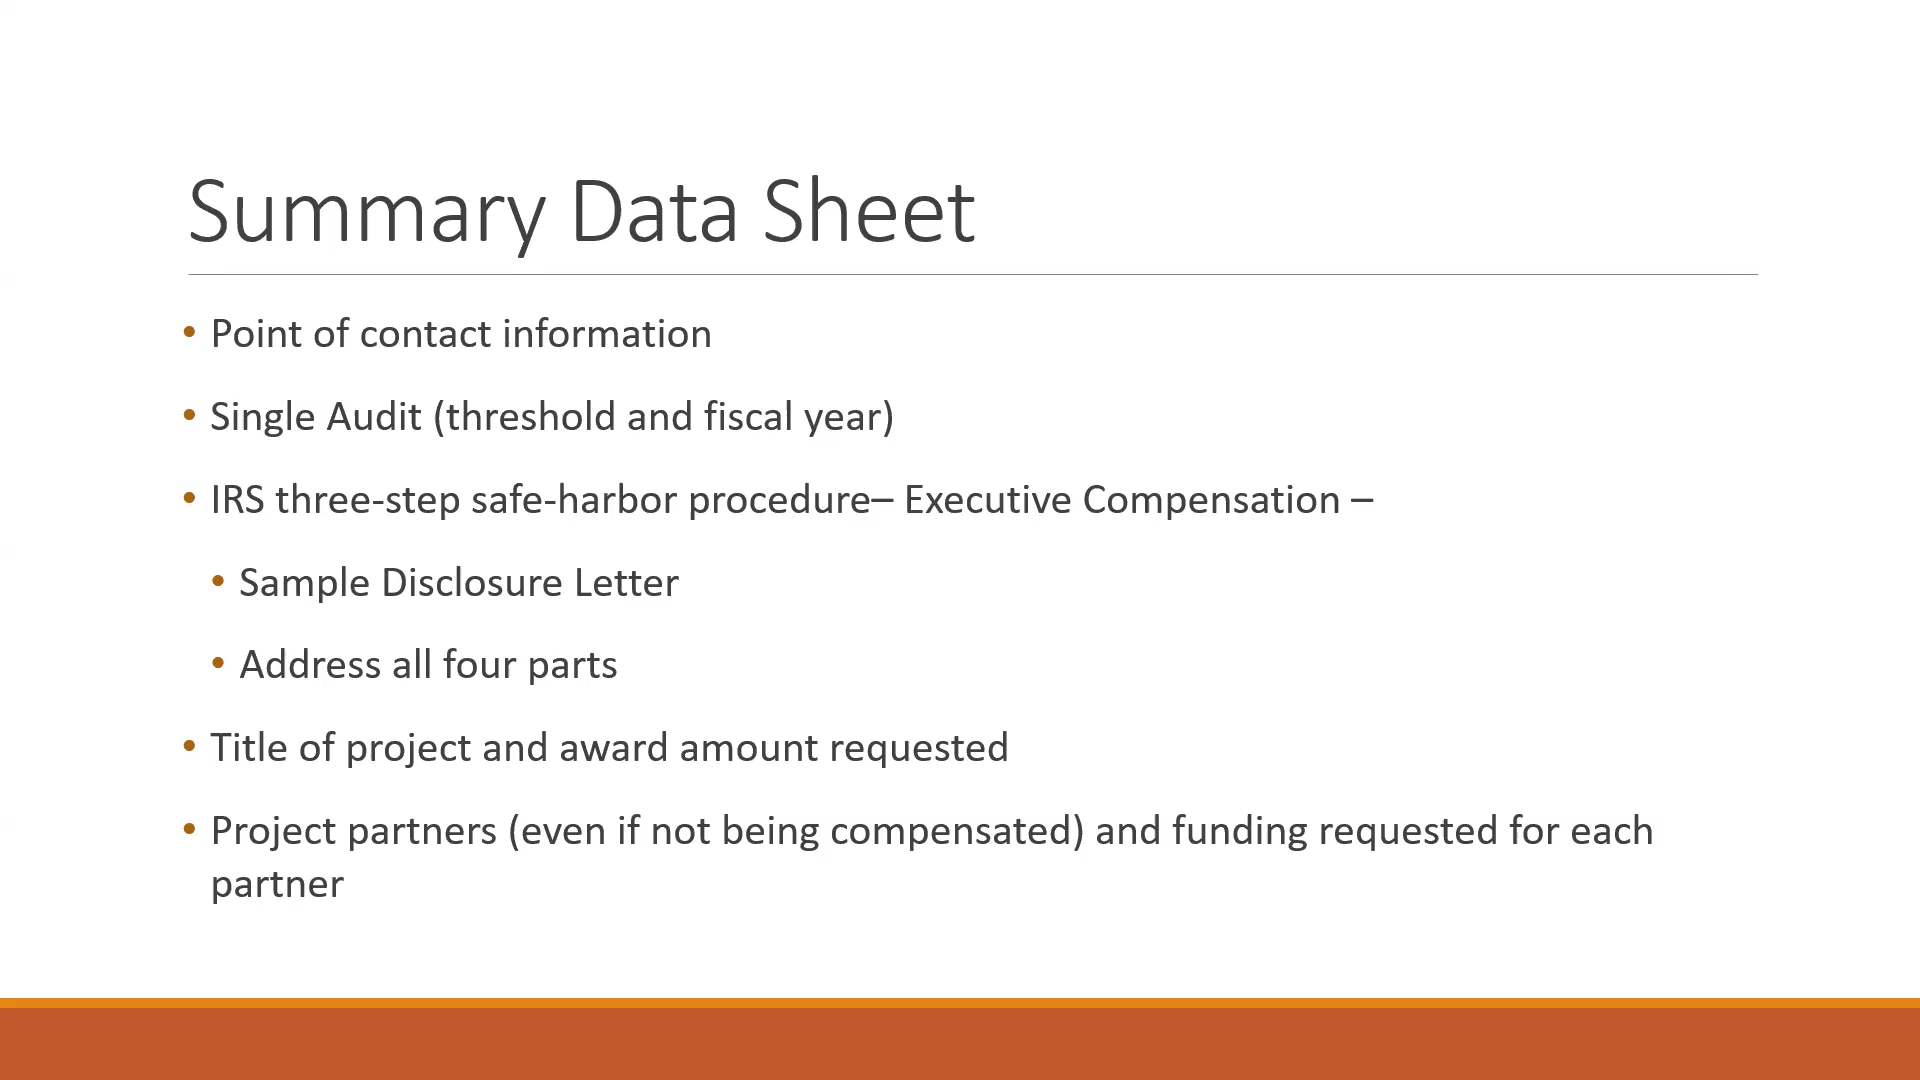 Summary Data Sheet
• Point of contact information
• Single Audit (threshold and fiscal year)
• IRS three-step safe-harbor procedure– Executive Compensation –
• Sample Disclosure Letter
• Address all four parts
• Title of project and award amount requested
• Project partners (even if not being compensated) and funding requested for each
partner